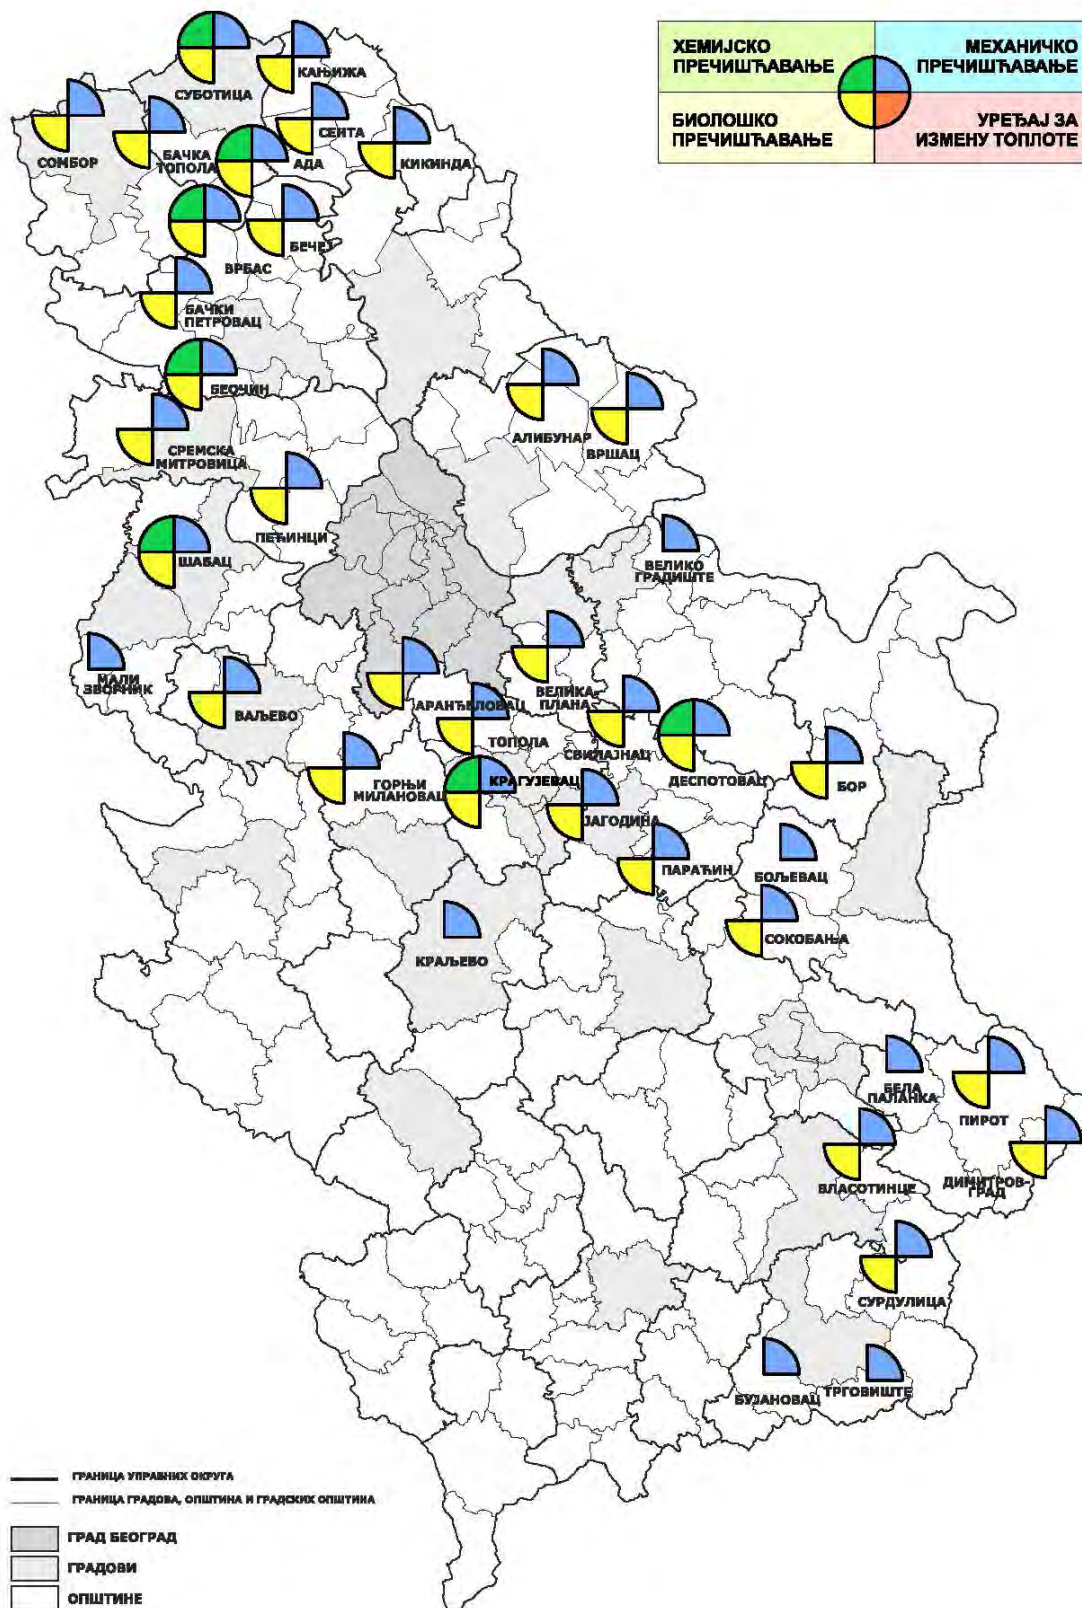 ХЕМИЈСКО
ПРЕЧИШЋАВАЊЕ
МЕХАНИЧКО
ПРЕЧИШЋАВАЊЕ
БИОЛОШКО
ПРЕЧИШЋАВАЊЕ
УРЕЂАЈ ЗА
ИЗМЕНУ ТОПЛОТЕ
СУБОТИЦА
КАЊИЖА
СЕНТА
СОМБОР
БАЧКА
ТОПОЛА
АДА
КИКИНДА
БЕЧЕЈ
ВРБАС
БАЧКИ
ПЕТРОВАЦ
БЕОЧИН
АЛИБУНАР
ВРШАЦ
СРЕМСКА
МИТРОВИЦА
ПЕЋИНЦИ
ШАБАЦ
ВЕЛИКО
ГРАДИШТЕ
МАЛИ
ЗВОРНИК
ВАЉЕВО
АРАНЂЕЛОВАЦ
ВЕЛИКА
ПЛАНА
ТОПОЛА
СВИЛАЈНАЦ
ДЕСПОТОВАЦ
ГОРЊИ
МИЛАНОВАЦ
КРАГУЈЕВАЦ
БОР
ЈАГОДИНА
ПАРАЋИН
БОЉЕВАЦ
СОКОБАЊА
КРАЉЕВО
БЕЛА
ПАЛАНКА
ПИРОТ
ВЛАСОТИНЦЕ
ДИМИТРОВ-
ГРАД
СУРДУЛИЦА
БУЈАНОВАЦ
ТРГОВИШТЕ
ГРАНИЦА УПРАВНИХ ОКРУГА
ГРАНИЦА ГРАДОВА, ОПШТИНА И ГРАДСКИХ ОПШТИНА
ГРАД БЕОГРАД
ГРАДОВИ
ОПШТИНЕ